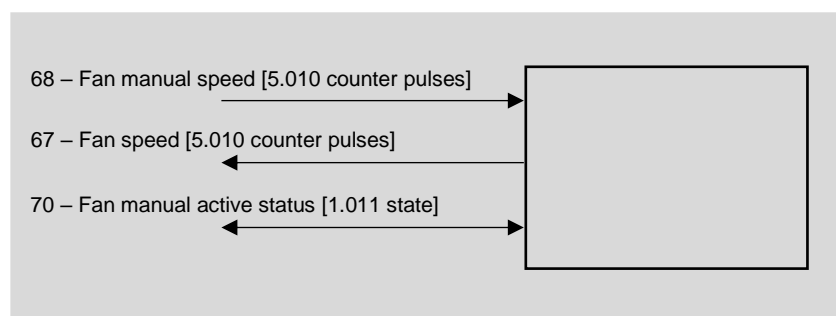 68 – Fan manual speed [5.010 counter pulses]
67 – Fan speed [5.010 counter pulses]
70 – Fan manual active status [1.011 state]